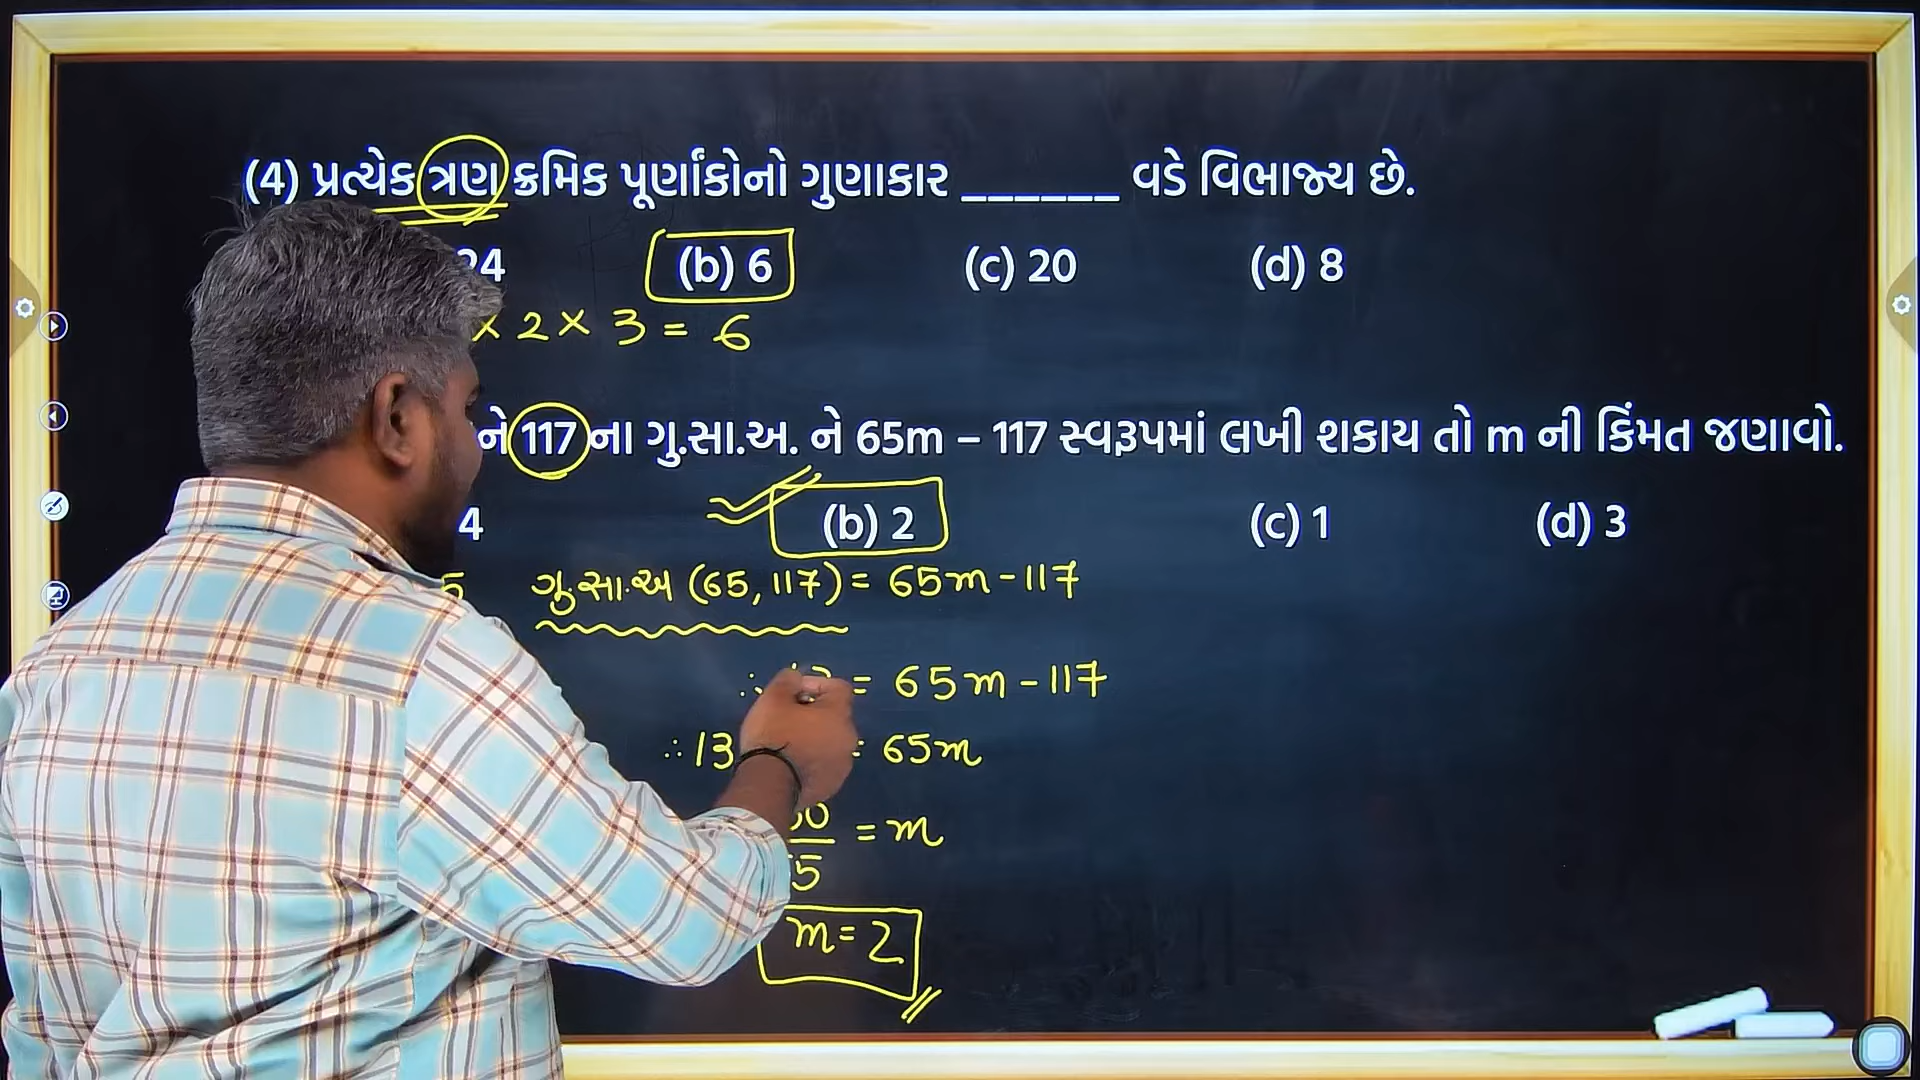 (4) પ્રત્યેક ત્રણ ક્રમિક પૂર્ણાંકોનો ગુણાકાર ______ વડે વિભાજ્ય છે.
24 (b) 6 (c) 20 (d) 8
× 2 × 3 = 6
ને 117 ના ગુ.સા.અ. ને 65m – 117 સ્વરૂપમાં લખી શકાય તો m ની કિંમત જણાવો.
4 (b) 2 (c) 1 (d) 3
5 ગુ.સા.અ (65, 117) = 65m - 117
∴ = 65m - 117
∴ 13 = 65m
= m
m = 2